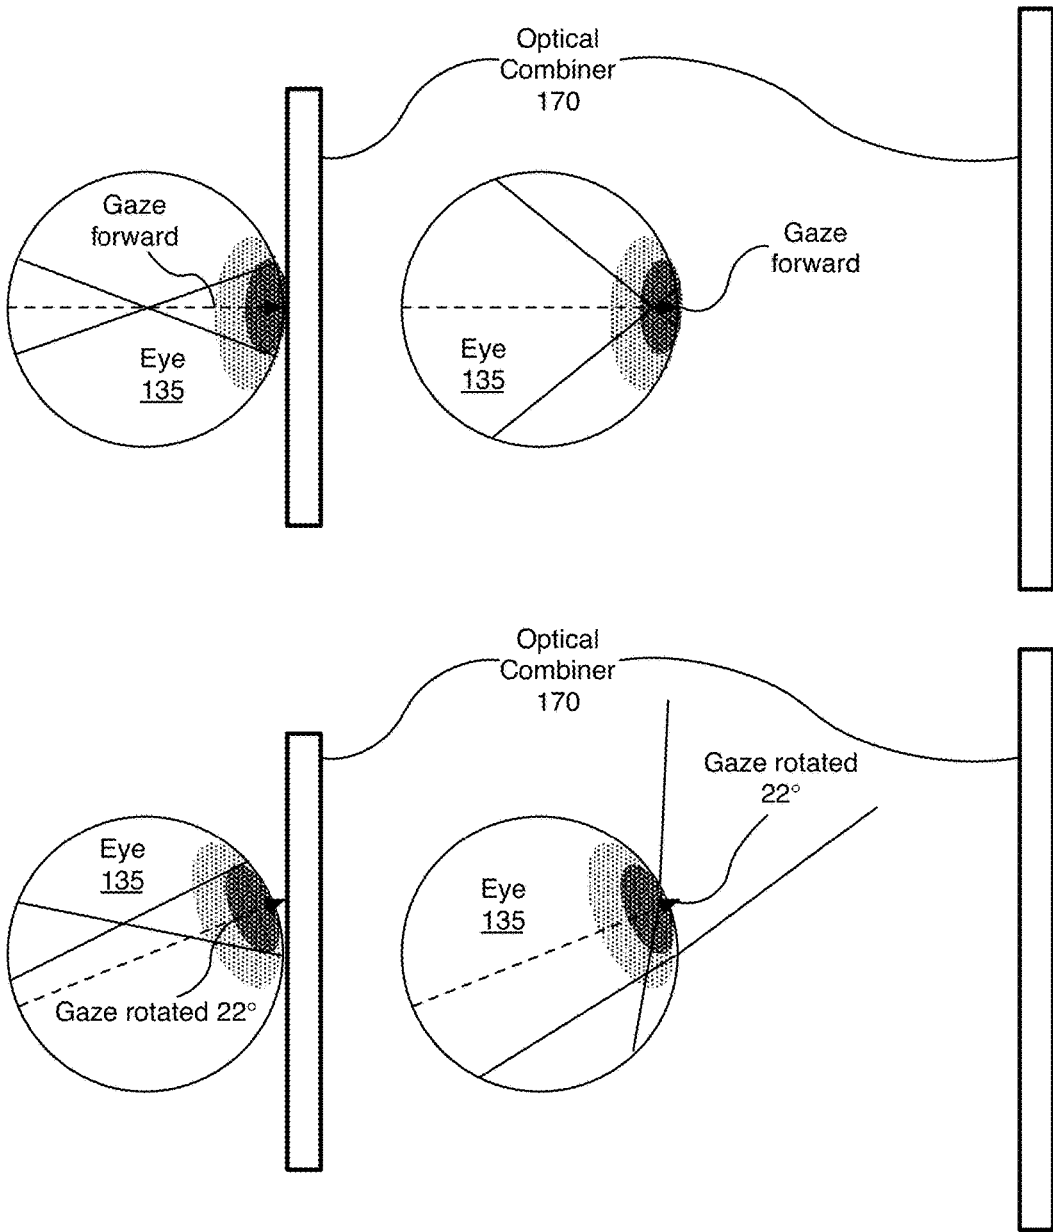 Optical
Combiner
170
Gaze
forward
Gaze
forward
Eye
135
Eye
135
Optical
Combiner
170
Gaze rotated
22°
Eye
135
Eye
135
Gaze rotated 22°